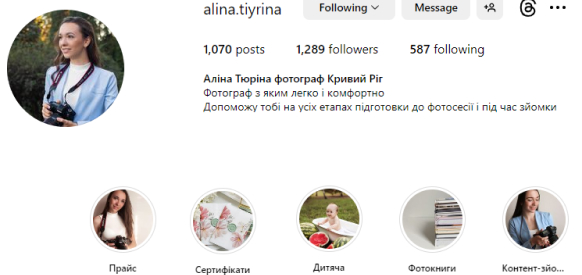 alina.tiyrina Following Message
1,070 posts 1,289 followers 587 following
Аліна Тюріна фотограф Кривий Ріг
Фотограф з яким легко і комфортно
Допоможу тобі на усіх етапах підготовки до фотосесії і під час зйомки
Прайс Сертифікати Дитяча Фотокниги Контент-зйо...